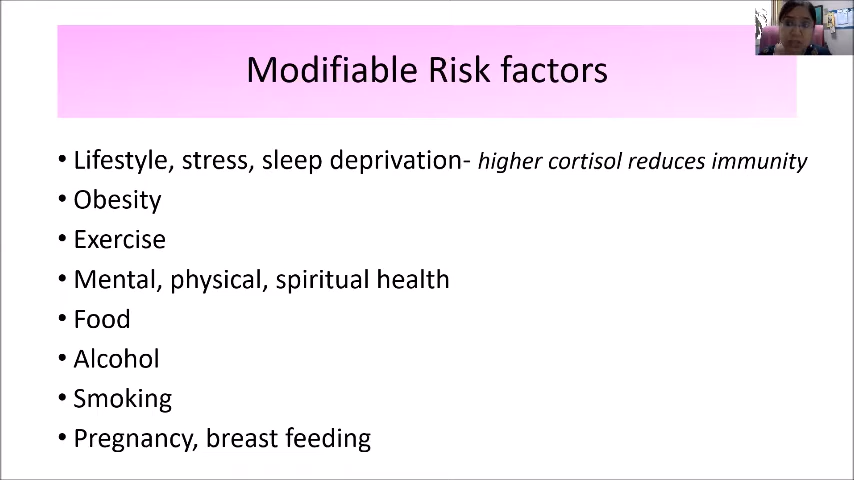 Modifiable Risk factors
• Lifestyle, stress, sleep deprivation- higher cortisol reduces immunity
• Obesity
• Exercise
• Mental, physical, spiritual health
• Food
• Alcohol
• Smoking
• Pregnancy, breast feeding